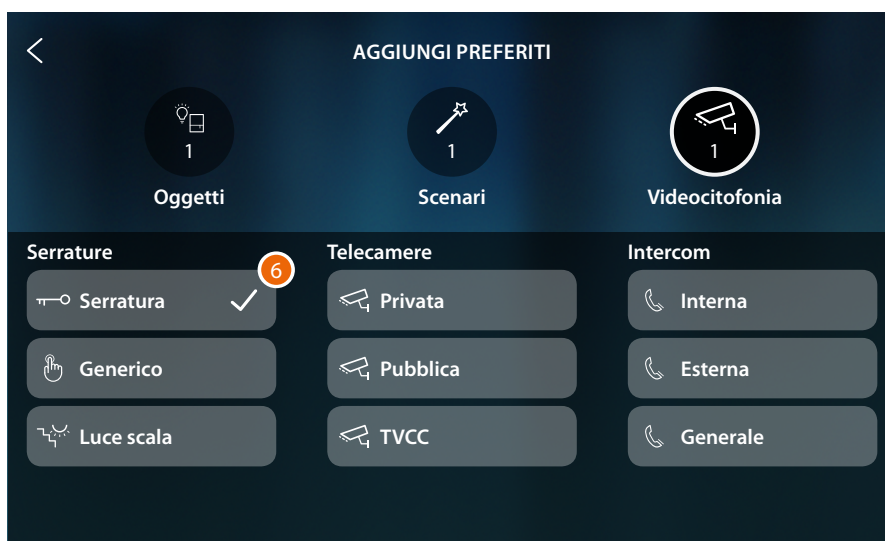 AGGIUNGI PREFERITI
1
1
1
Oggetti
Scenari
Videocitofonia
Serrature
Telecamere
Intercom
6
Serratura
Privata
Interna
Generico
Pubblica
Esterna
Luce scala
TVCC
Generale